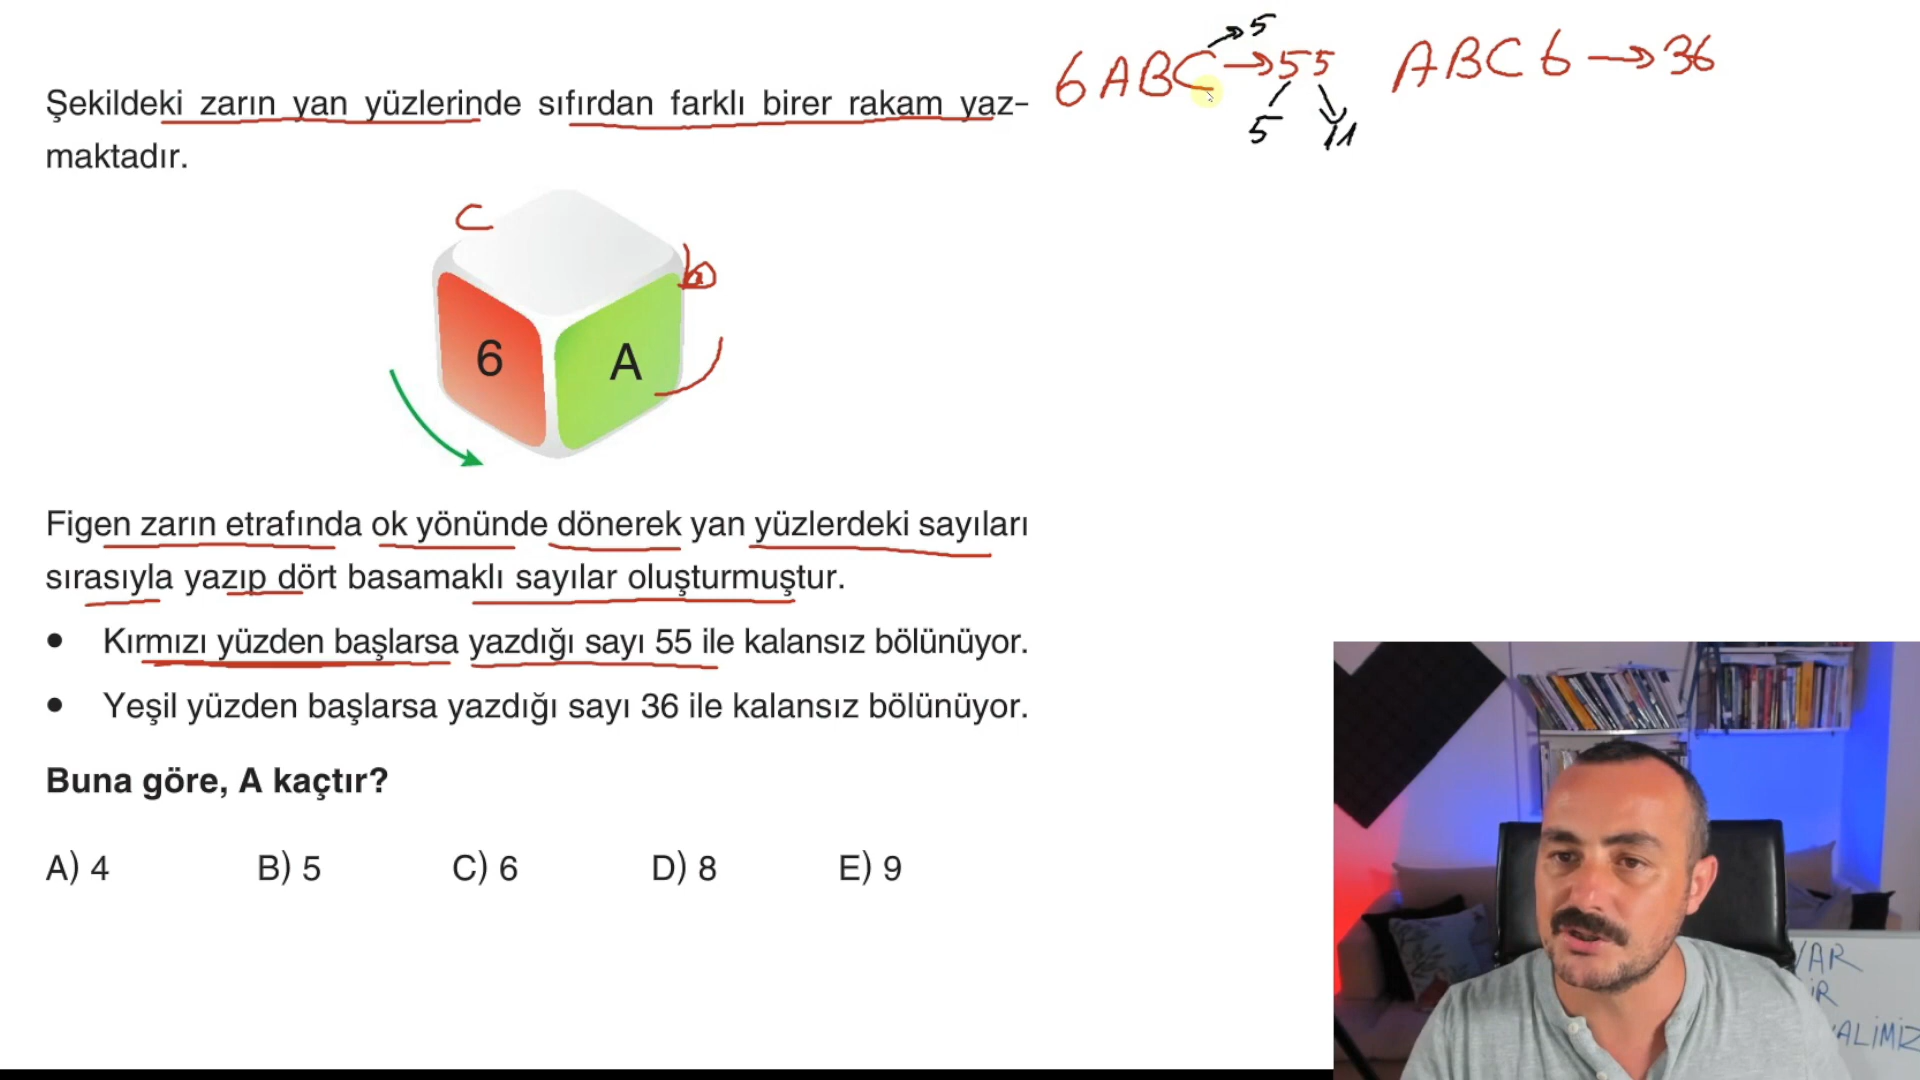 Şekildeki zarın yan yüzlerinde sıfırdan farklı birer rakam yaz-
maktadır.
6ABC→55
→5
5
11
ABC6→36
C
b
6
A
Figen zarın etrafında ok yönünde dönerek yan yüzlerdeki sayıları
sırasıyla yazıp dört basamaklı sayılar oluşturmuştur.
• Kırmızı yüzden başlarsa yazdığı sayı 55 ile kalansız bölünüyor.
• Yeşil yüzden başlarsa yazdığı sayı 36 ile kalansız bölünüyor.
Buna göre, A kaçtır?
A) 4 B) 5 C) 6 D) 8 E) 9
VAR
ALİMİZ